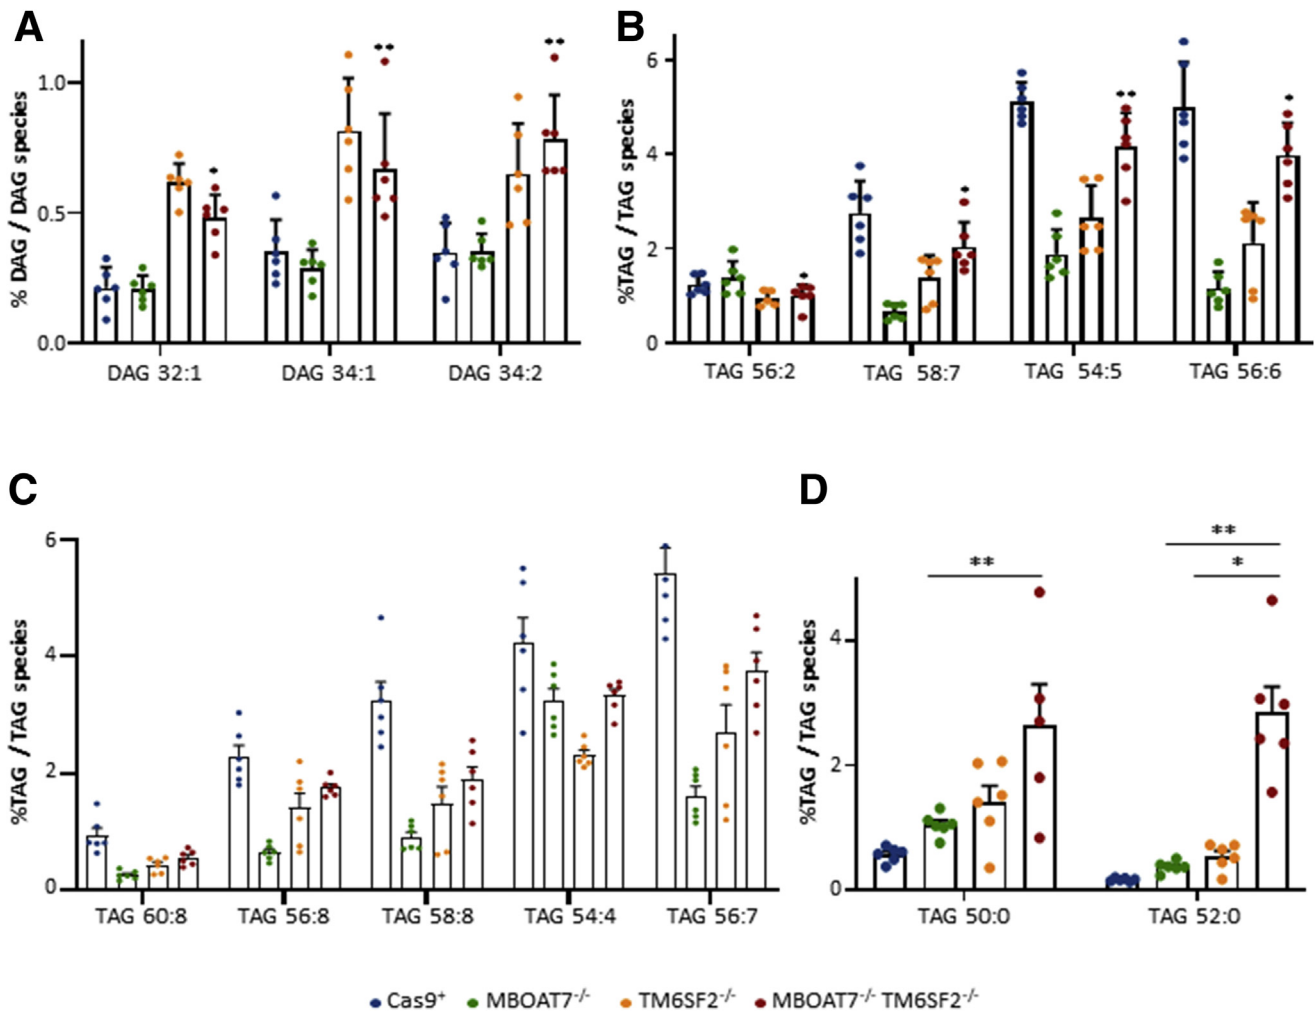 A
% DAG / DAG species
1.0
0.5
0.0
*
**
**
DAG 32:1
DAG 34:1
DAG 34:2
B
%TAG / TAG species
6
4
2
0
*
*
**
*
TAG 56:2
TAG 58:7
TAG 54:5
TAG 56:6
C
%TAG /TAG species
6
4
2
0
TAG 60:8
TAG 56:8
TAG 58:8
TAG 54:4
TAG 56:7
D
%TAG / TAG species
4
2
0
**
**
*
TAG 50:0
TAG 52:0
Cas9⁺ MBOAT7⁻/⁻ TM6SF2⁻/⁻ MBOAT7⁻/⁻ TM6SF2⁻/⁻